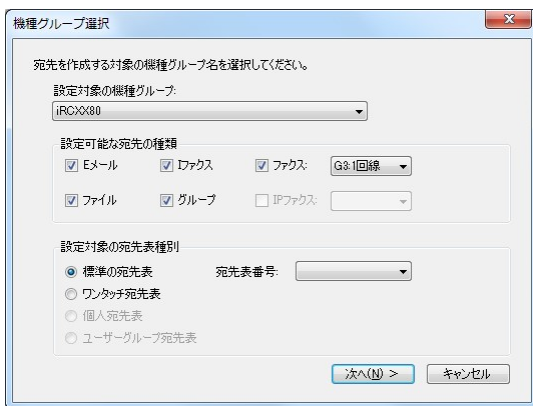 機種グループ選択
宛先を作成する対象の機種グループ名を選択してください。
設定対象の機種グループ:
iRCXX80
設定可能な宛先の種類
Eメール Iファクス ファクス: G3:1回線
ファイル グループ IPファクス:
設定対象の宛先表種別
標準の宛先表 宛先表番号:
ワンタッチ宛先表
個人宛先表
ユーザーグループ宛先表
次へ(N) > キャンセル